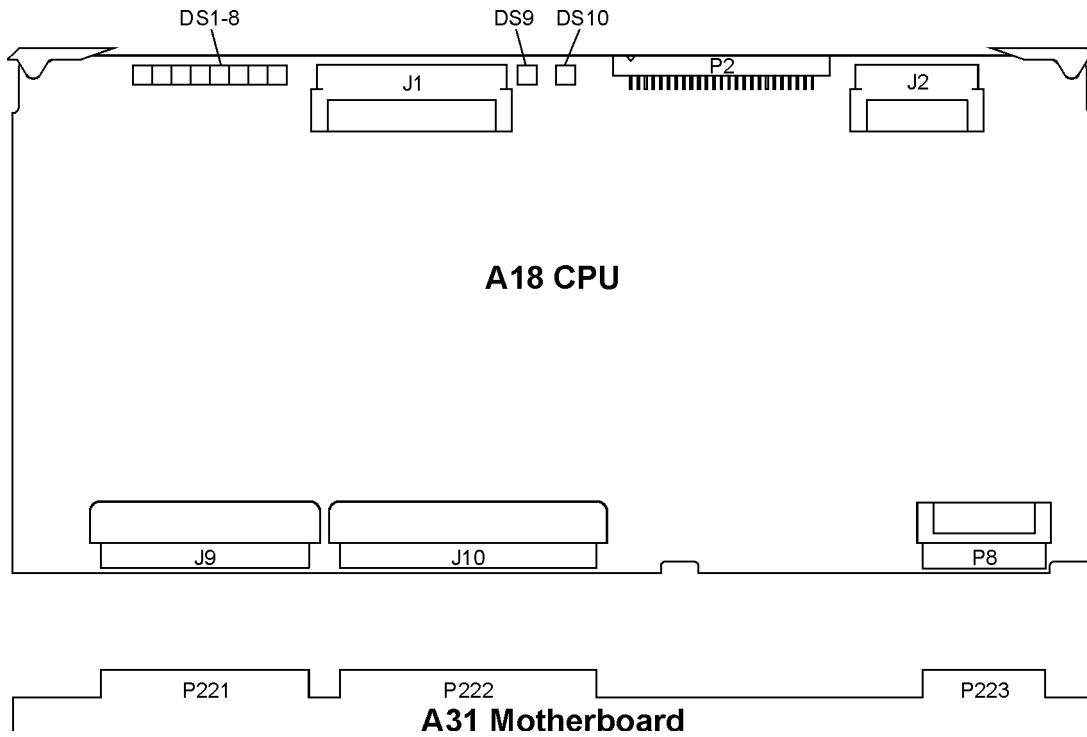 DS1-8
DS9
DS10
J1
P2
J2
A18 CPU
J9
J10
P8
P221
P222
P223
A31 Motherboard